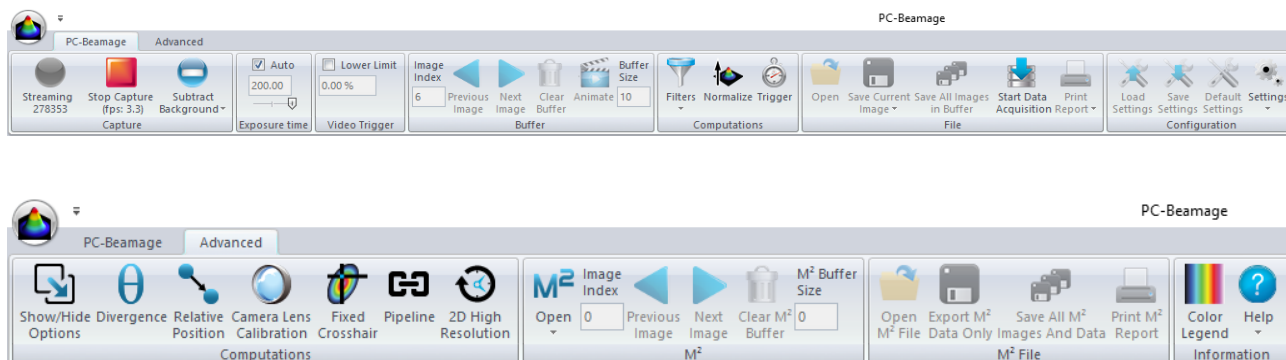 PC-Beamage
PC-Beamage
Advanced
Streaming
278353
Stop Capture
(fps: 3.3)
Subtract
Background
Capture
Auto
200.00
Exposure time
Lower Limit
0.00 %
Video Trigger
Image
Index
6
Previous
Image
Next
Image
Clear
Buffer
Animate
Buffer
Size
10
Buffer
Filters
Normalize
Trigger
Computations
Open
Save Current
Image
Save All Images
in Buffer
Start Data
Acquisition
Print
Report
File
Load
Settings
Save
Settings
Default
Settings
Settings
Configuration
PC-Beamage
PC-Beamage
Advanced
Show/Hide
Options
Divergence
Relative
Position
Camera Lens
Calibration
Fixed
Crosshair
Pipeline
2D High
Resolution
Computations
M²
Open
Image
Index
0
Previous
Image
Next
Image
Clear M²
Buffer
M² Buffer
Size
0
M²
Open
M² File
Export M²
Data Only
Save All M²
Images And Data
Print M²
Report
M² File
Color
Legend
?
Help
Information